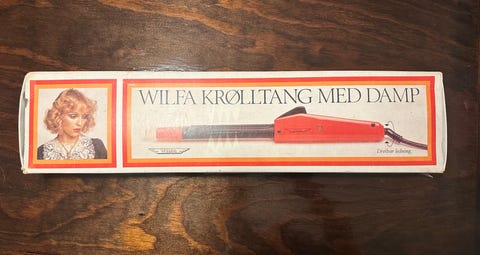 WILFA KRØLLTANG MED DAMP
Dreibar ledning.